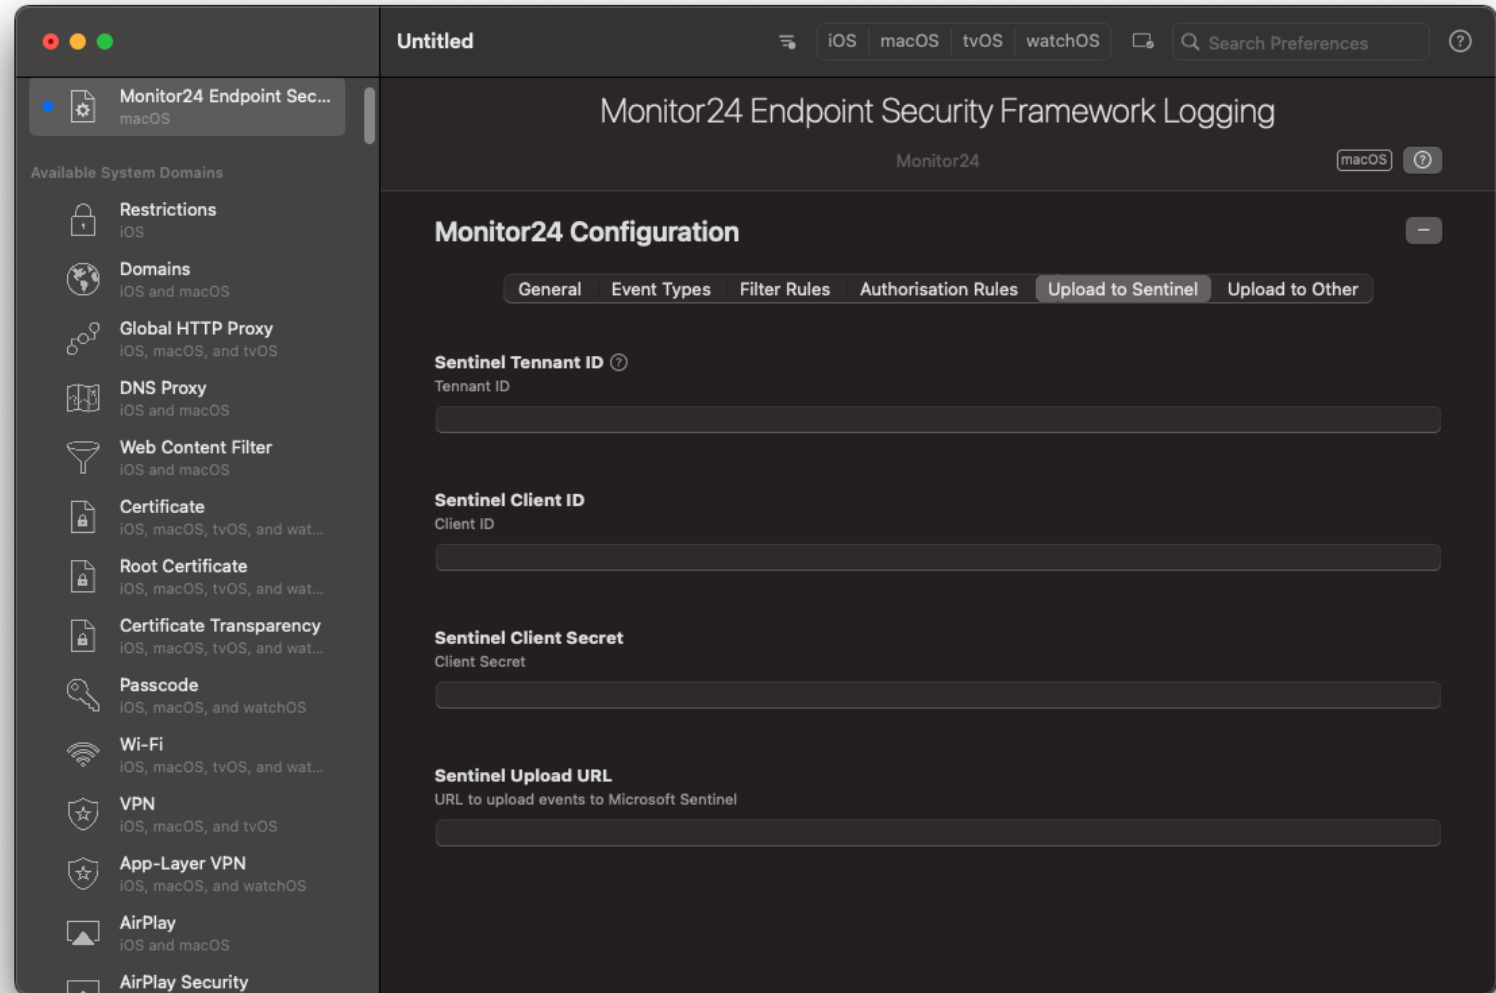 Untitled
iOS macOS tvOS watchOS
Search Preferences
Monitor24 Endpoint Sec...
macOS
Available System Domains
Restrictions
iOS
Domains
iOS and macOS
Global HTTP Proxy
iOS, macOS, and tvOS
DNS Proxy
iOS and macOS
Web Content Filter
iOS and macOS
Certificate
iOS, macOS, tvOS, and wat...
Root Certificate
iOS, macOS, tvOS, and wat...
Certificate Transparency
iOS, macOS, tvOS, and wat...
Passcode
iOS, macOS, and watchOS
Wi-Fi
iOS, macOS, tvOS, and wat...
VPN
iOS, macOS, and tvOS
App-Layer VPN
iOS, macOS, and watchOS
AirPlay
iOS and macOS
AirPlay Security
Monitor24 Endpoint Security Framework Logging
Monitor24
macOS
Monitor24 Configuration
General Event Types Filter Rules Authorisation Rules Upload to Sentinel Upload to Other
Sentinel Tennant ID
Tennant ID
Sentinel Client ID
Client ID
Sentinel Client Secret
Client Secret
Sentinel Upload URL
URL to upload events to Microsoft Sentinel